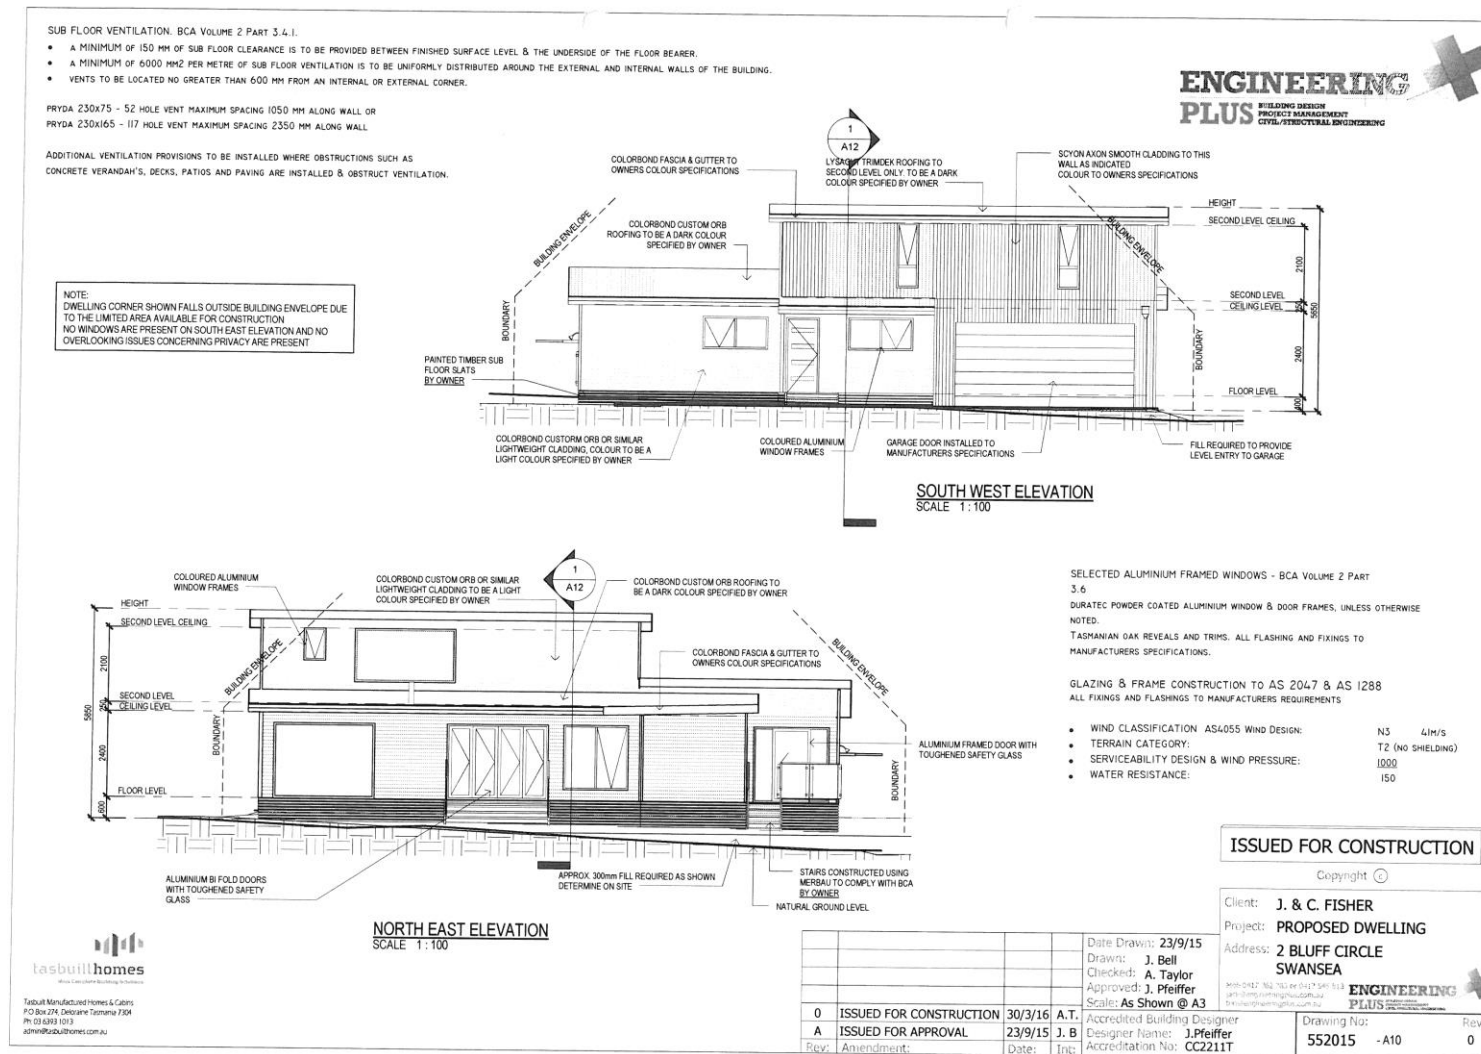 SUB FLOOR VENTILATION. BCA VOLUME 2 PART 3.4.1.
• A MINIMUM OF 150 MM OF SUB FLOOR CLEARANCE IS TO BE PROVIDED BETWEEN FINISHED SURFACE LEVEL & THE UNDERSIDE OF THE FLOOR BEARER.
• A MINIMUM OF 6000 MM2 PER METRE OF SUB FLOOR VENTILATION IS TO BE UNIFORMLY DISTRIBUTED AROUND THE EXTERNAL AND INTERNAL WALLS OF THE BUILDING.
• VENTS TO BE LOCATED NO GREATER THAN 600 MM FROM AN INTERNAL OR EXTERNAL CORNER.
PRYDA 230X75 - 52 HOLE VENT MAXIMUM SPACING 1050 MM ALONG WALL OR
PRYDA 230X165 - 117 HOLE VENT MAXIMUM SPACING 2350 MM ALONG WALL
ADDITIONAL VENTILATION PROVISIONS TO BE INSTALLED WHERE OBSTRUCTIONS SUCH AS
CONCRETE VERANDAH'S, DECKS, PATIOS AND PAVING ARE INSTALLED & OBSTRUCT VENTILATION.
ENGINEERING
PLUS
BUILDING DESIGN
PROJECT MANAGEMENT
CIVIL/STRUCTURAL ENGINEERING
NOTE:
DWELLING CORNER SHOWN FALLS OUTSIDE BUILDING ENVELOPE DUE
TO THE LIMITED AREA AVAILABLE FOR CONSTRUCTION
NO WINDOWS ARE PRESENT ON SOUTH EAST ELEVATION AND NO
OVERLOOKING ISSUES CONCERNING PRIVACY ARE PRESENT
1
A12
COLORBOND FASCIA & GUTTER TO
OWNERS COLOUR SPECIFICATIONS
LYSAGHT TRIMDEK ROOFING TO
SECOND LEVEL ONLY. TO BE A DARK
COLOUR SPECIFIED BY OWNER
SCYON AXON SMOOTH CLADDING TO THIS
WALL AS INDICATED
COLOUR TO OWNERS SPECIFICATIONS
COLORBOND CUSTOM ORB
ROOFING TO BE A DARK COLOUR
SPECIFIED BY OWNER
BUILDING ENVELOPE
BUILDING ENVELOPE
BOUNDARY
BOUNDARY
HEIGHT
SECOND LEVEL CEILING
SECOND LEVEL
CEILING LEVEL
FLOOR LEVEL
2100
2400
PAINTED TIMBER SUB
FLOOR SLATS
BY OWNER
COLORBOND CUSTORM ORB OR SIMILAR
LIGHTWEIGHT CLADDING, COLOUR TO BE A
LIGHT COLOUR SPECIFIED BY OWNER
COLOURED ALUMINIUM
WINDOW FRAMES
GARAGE DOOR INSTALLED TO
MANUFACTURERS SPECIFICATIONS
FILL REQUIRED TO PROVIDE
LEVEL ENTRY TO GARAGE
SOUTH WEST ELEVATION
SCALE 1 : 100
1
A12
COLOURED ALUMINIUM
WINDOW FRAMES
COLORBOND CUSTOM ORB OR SIMILAR
LIGHTWEIGHT CLADDING TO BE A LIGHT
COLOUR SPECIFIED BY OWNER
COLORBOND CUSTOM ORB ROOFING TO
BE A DARK COLOUR SPECIFIED BY OWNER
COLORBOND FASCIA & GUTTER TO
OWNERS COLOUR SPECIFICATIONS
HEIGHT
SECOND LEVEL CEILING
SECOND LEVEL
CEILING LEVEL
FLOOR LEVEL
2100
250
2400
600
5850
BUILDING ENVELOPE
BUILDING ENVELOPE
BOUNDARY
BOUNDARY
ALUMINIUM FRAMED DOOR WITH
TOUGHENED SAFETY GLASS
ALUMINIUM BI FOLD DOORS
WITH TOUGHENED SAFETY
GLASS
APPROX. 300mm FILL REQUIRED AS SHOWN
DETERMINE ON SITE
STAIRS CONSTRUCTED USING
MERBAU TO COMPLY WITH BCA
BY OWNER
NATURAL GROUND LEVEL
NORTH EAST ELEVATION
SCALE 1 : 100
SELECTED ALUMINIUM FRAMED WINDOWS - BCA VOLUME 2 PART
3.6
DURATEC POWDER COATED ALUMINIUM WINDOW & DOOR FRAMES, UNLESS OTHERWISE
NOTED.
TASMANIAN OAK REVEALS AND TRIMS. ALL FLASHING AND FIXINGS TO
MANUFACTURERS SPECIFICATIONS.
GLAZING & FRAME CONSTRUCTION TO AS 2047 & AS 1288
ALL FIXINGS AND FLASHINGS TO MANUFACTURERS REQUIREMENTS
• WIND CLASSIFICATION AS4055 WIND DESIGN: N3 41M/S
• TERRAIN CATEGORY: T2 (NO SHIELDING)
• SERVICEABILITY DESIGN & WIND PRESSURE: 1000
• WATER RESISTANCE: 150
ISSUED FOR CONSTRUCTION
Copyright ©
Client: J. & C. FISHER
Project: PROPOSED DWELLING
Address: 2 BLUFF CIRCLE
SWANSEA
ENGINEERING
PLUS
Drawing No: Rev
552015 - A10 0
Date Drawn: 23/9/15
Drawn: J. Bell
Checked: A. Taylor
Approved: J. Pfeiffer
Scale: As Shown @ A3
Accredited Building Designer
Designer Name: J.Pfeiffer
Accreditation No: CC2211T
0 ISSUED FOR CONSTRUCTION 30/3/16 A.T.
A ISSUED FOR APPROVAL 23/9/15 J. B
Rev: Amendment: Date: Int:
tasbuilthomes
Tasbuilt Manufactured Homes & Cabins
P O Box 274, Deloraine Tasmania 7304
Ph: 03 6393 1013
admin@tasbuilthomes.com.au